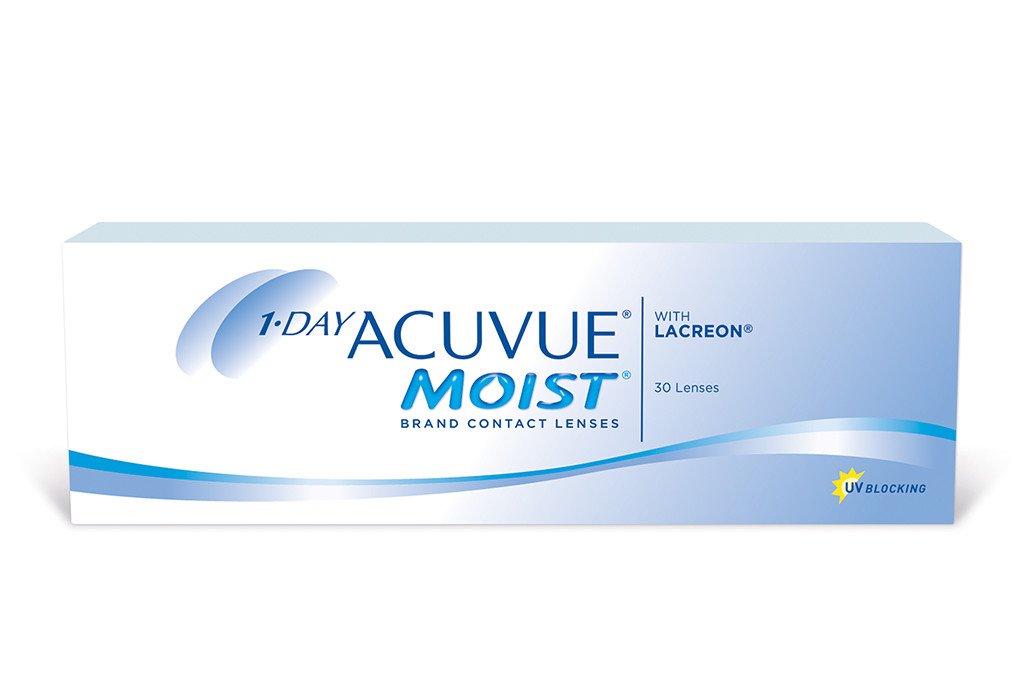 1·DAY ACUVUE®
MOIST®
BRAND CONTACT LENSES
WITH
LACREON®
30 Lenses
UV BLOCKING